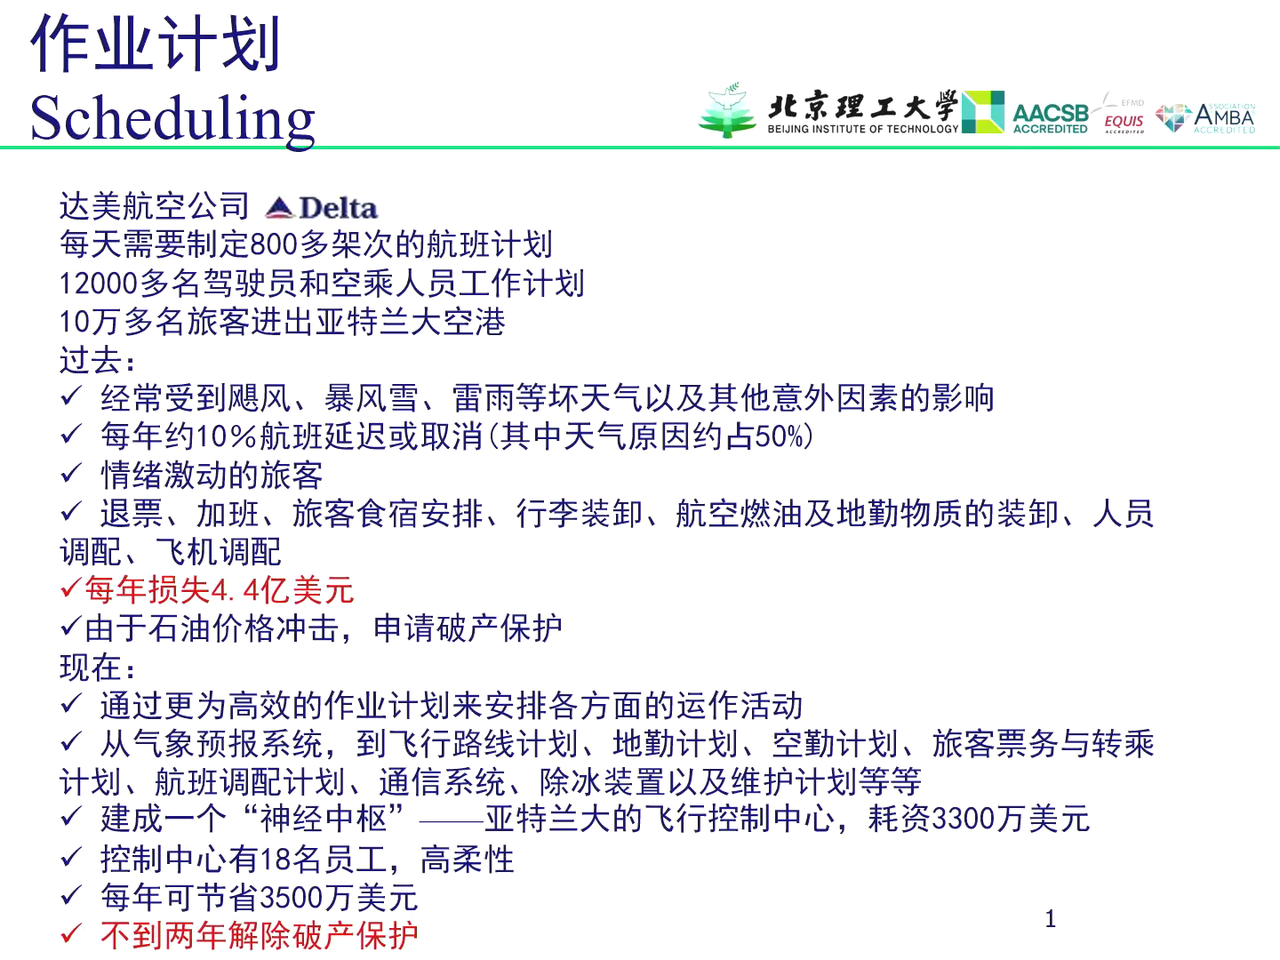 作业计划
Scheduling
北京理工大学
BEIJING INSTITUTE OF TECHNOLOGY
AACSB
ACCREDITED
EFMD
EQUIS
ACCREDITED
ASSOCIATION
AMBA
ACCREDITED
达美航空公司 Delta
每天需要制定800多架次的航班计划
12000多名驾驶员和空乘人员工作计划
10万多名旅客进出亚特兰大空港
过去：
✓ 经常受到飓风、暴风雪、雷雨等坏天气以及其他意外因素的影响
✓ 每年约10％航班延迟或取消(其中天气原因约占50%)
✓ 情绪激动的旅客
✓ 退票、加班、旅客食宿安排、行李装卸、航空燃油及地勤物质的装卸、人员
调配、飞机调配
✓每年损失4.4亿美元
✓由于石油价格冲击，申请破产保护
现在：
✓ 通过更为高效的作业计划来安排各方面的运作活动
✓ 从气象预报系统，到飞行路线计划、地勤计划、空勤计划、旅客票务与转乘
计划、航班调配计划、通信系统、除冰装置以及维护计划等等
✓ 建成一个“神经中枢”——亚特兰大的飞行控制中心，耗资3300万美元
✓ 控制中心有18名员工，高柔性
✓ 每年可节省3500万美元
✓ 不到两年解除破产保护
1